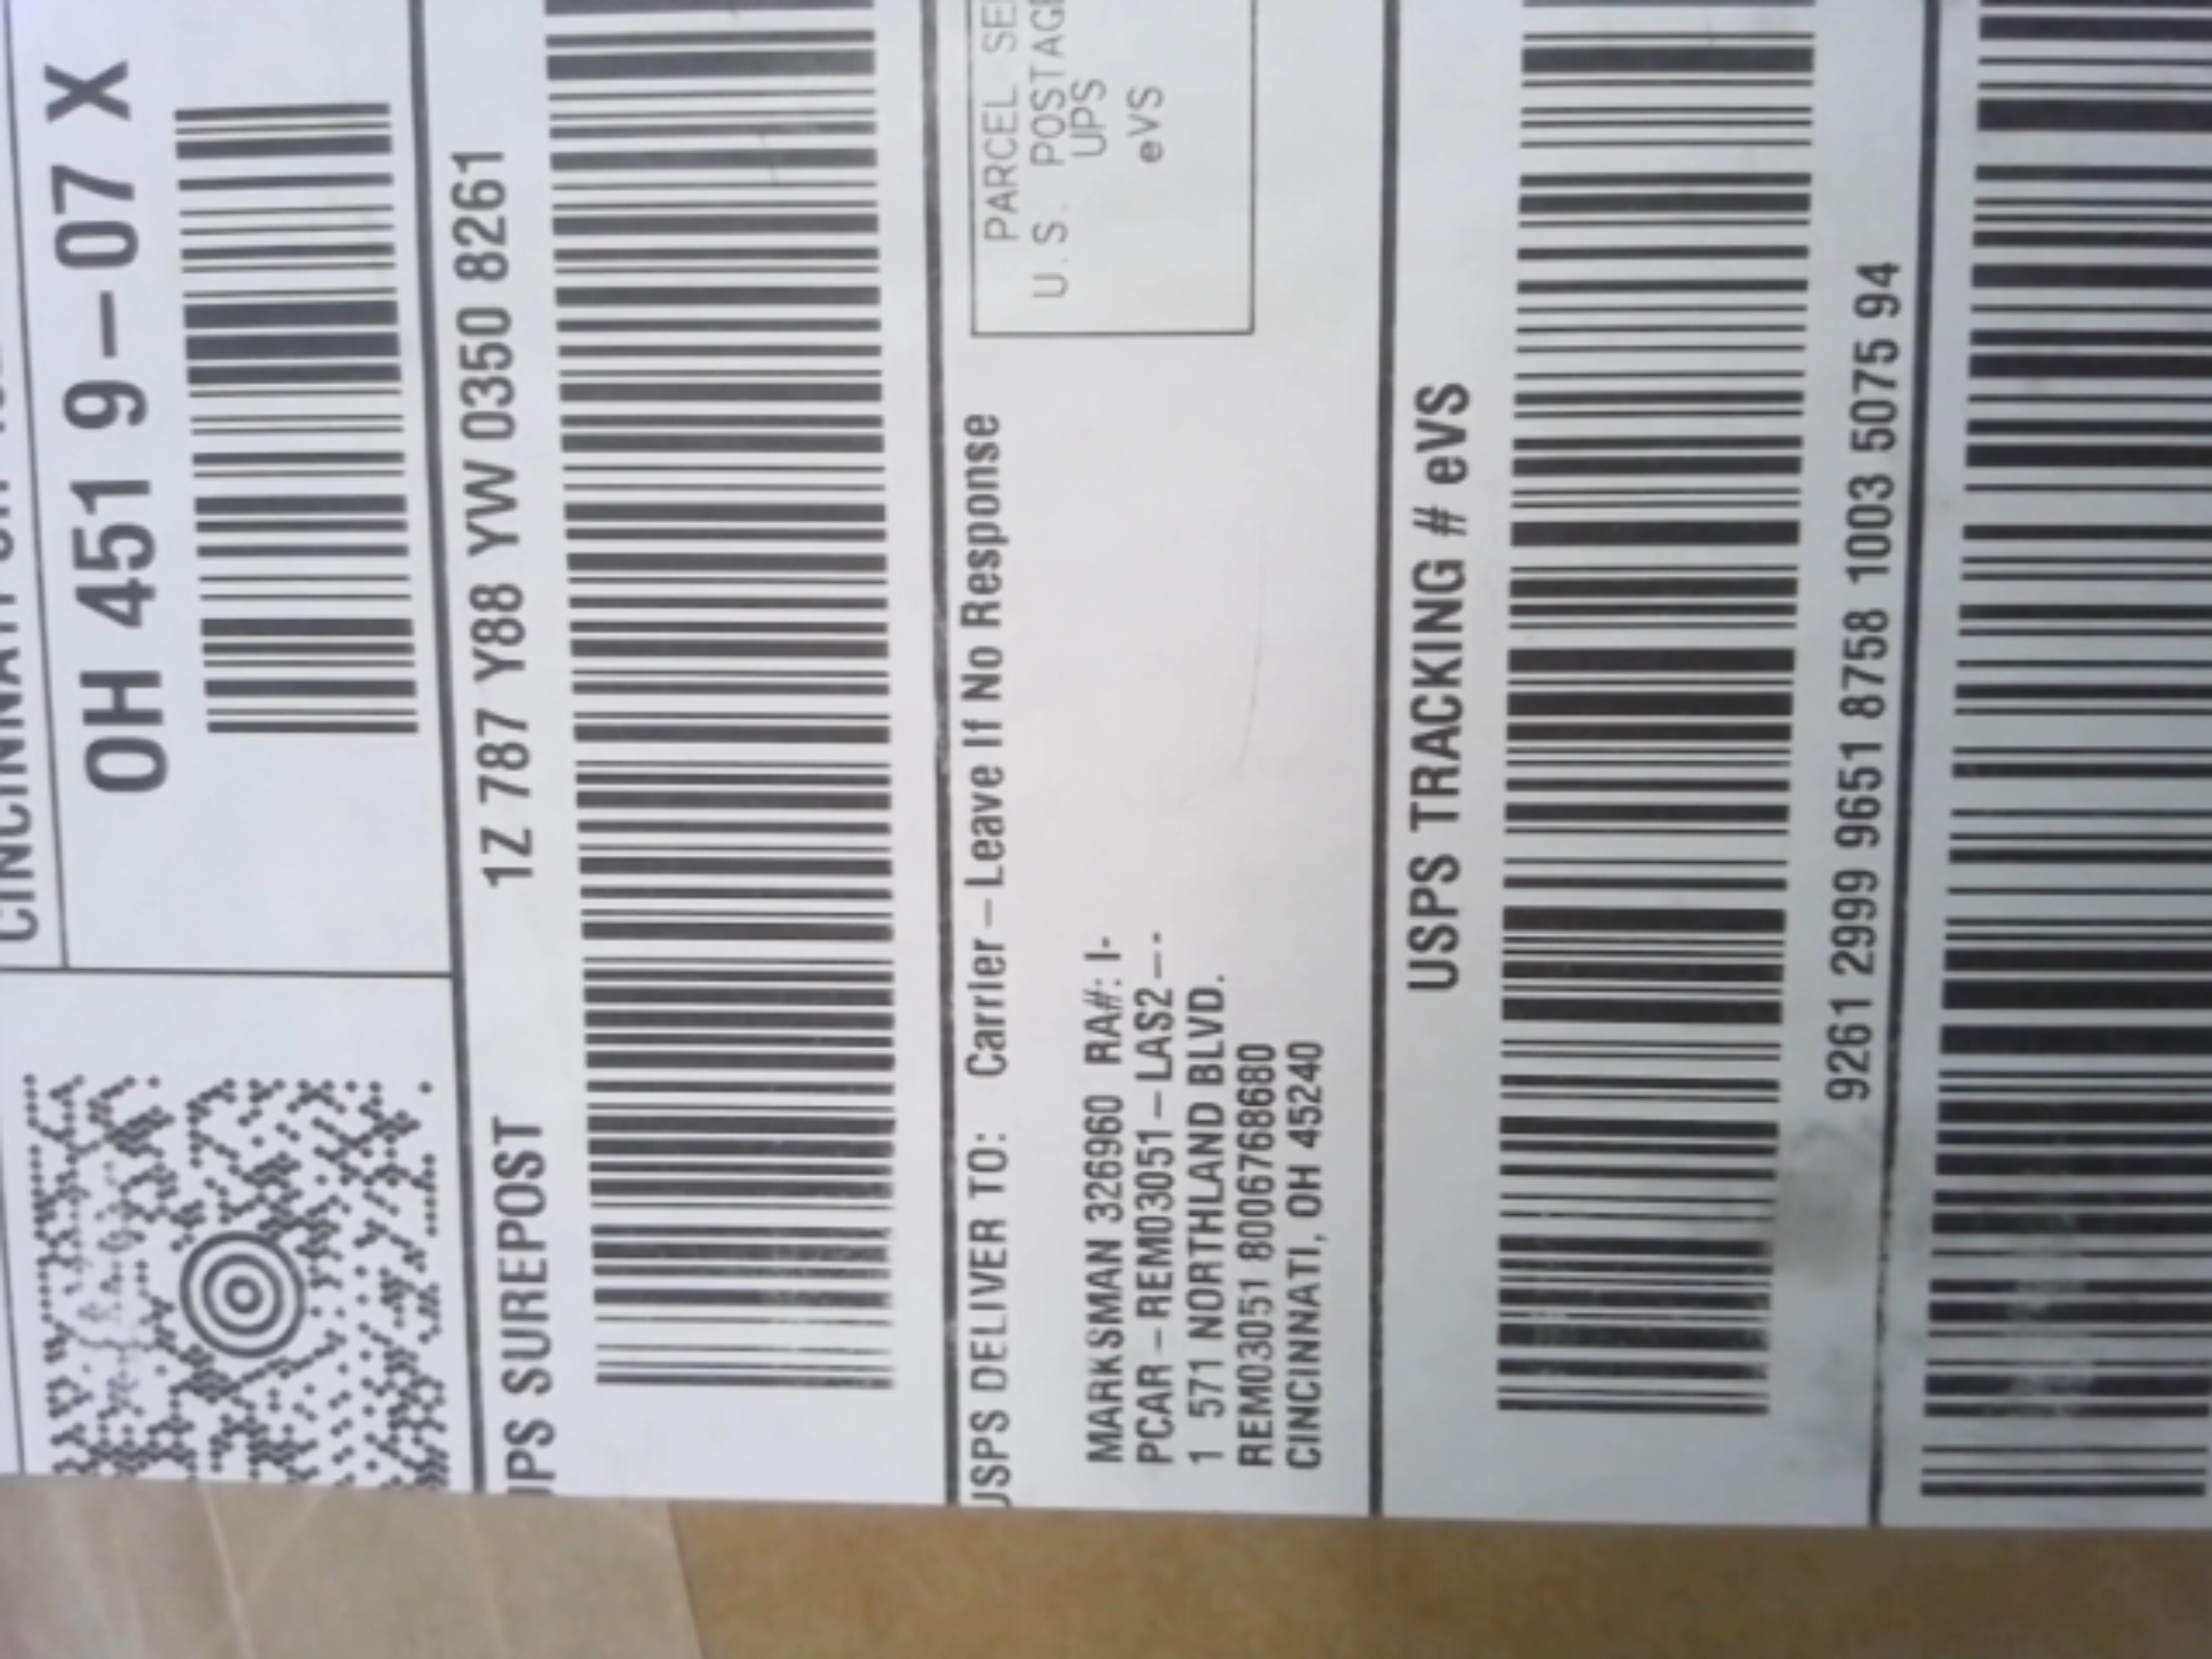 OH 451 9-07 X
UPS SUREPOST
1Z 787 Y88 YW 0350 8261
USPS DELIVER TO:
Carrier-Leave If No Response
PARCEL
U.S. POSTAGE
UPS
eVS
MARKSMAN 326960 RA#: I-
PCAR-REM03051-LAS2--.
1 571 NORTHLAND BLVD.
REM03051 8006768680
CINCINNATI, OH 45240
USPS TRACKING # eVS
9261 2999 9651 8758 1003 5075 94